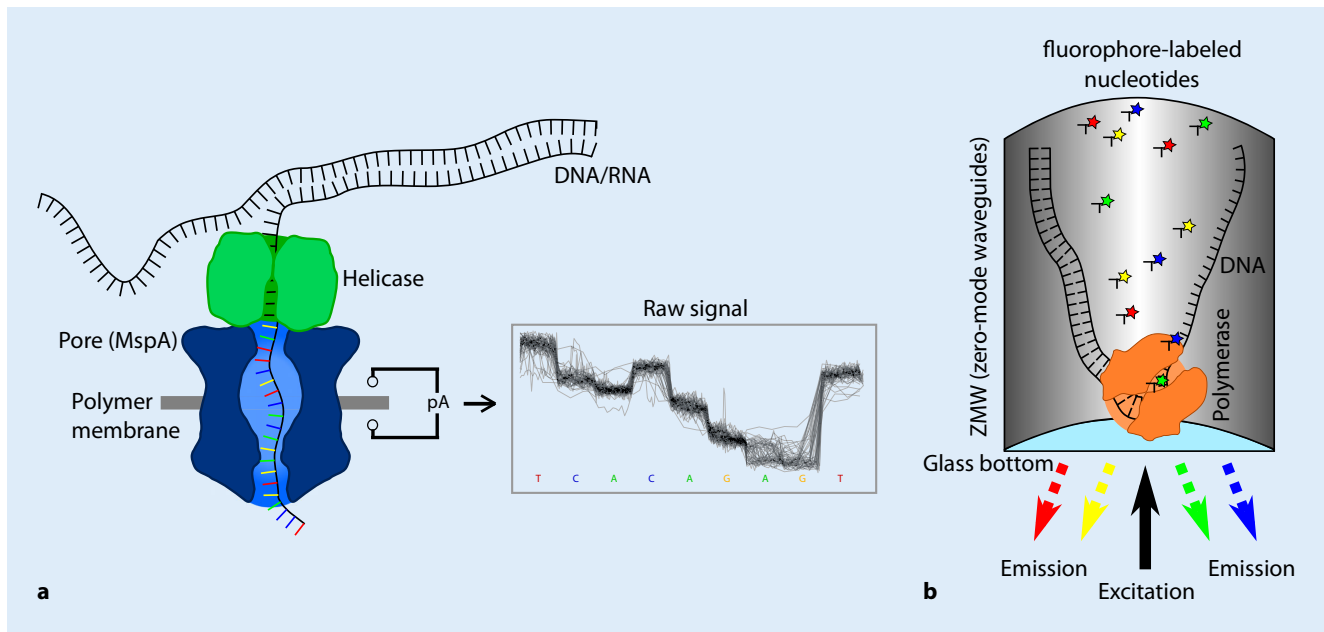 DNA/RNA
Helicase
Pore (MspA)
Polymer
membrane
pA
Raw signal
T C A C A G A G T
a
fluorophore-labeled
nucleotides
ZMW (zero-mode waveguides)
DNA
Polymerase
Glass bottom
Emission
Excitation
Emission
b